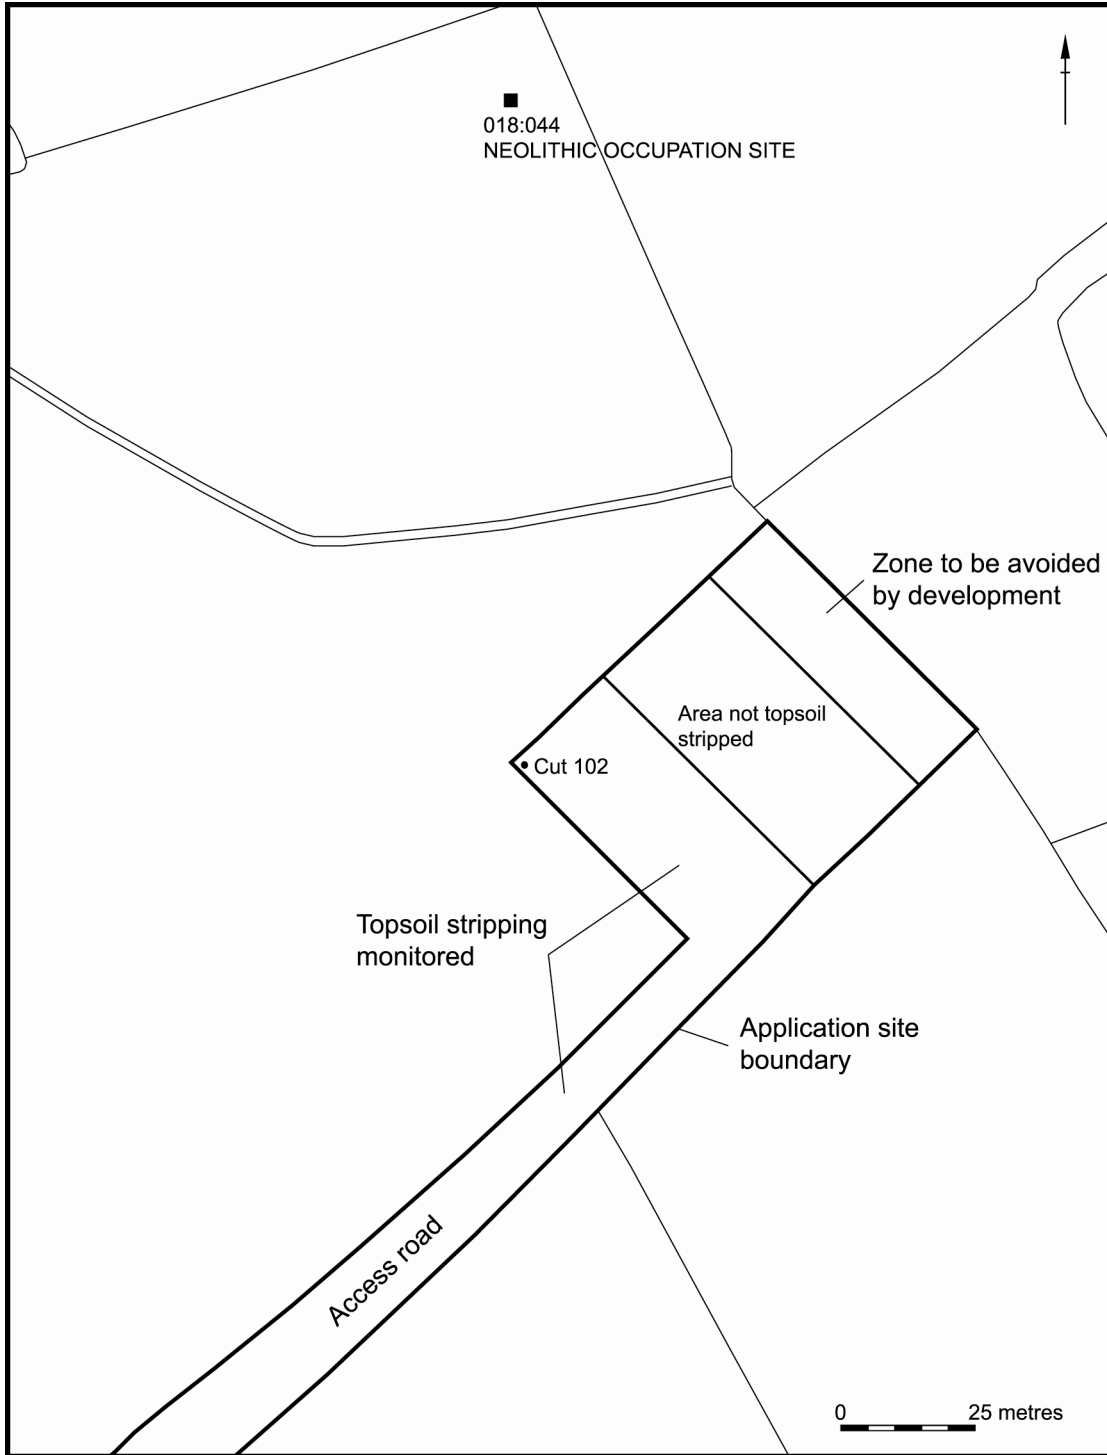 018:044
NEOLITHIC OCCUPATION SITE
Zone to be avoided
by development
Area not topsoil
stripped
Cut 102
Topsoil stripping
monitored
Application site
boundary
Access road
0 25 metres